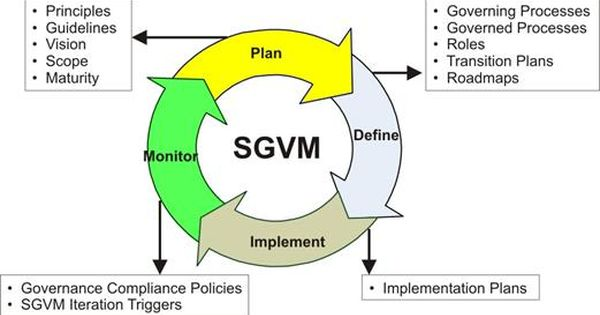 • Principles
• Guidelines
• Vision
• Scope
• Maturity
• Governing Processes
• Governed Processes
• Roles
• Transition Plans
• Roadmaps
Plan
Define
SGVM
Monitor
Implement
• Governance Compliance Policies
• SGVM Iteration Triggers
• Implementation Plans